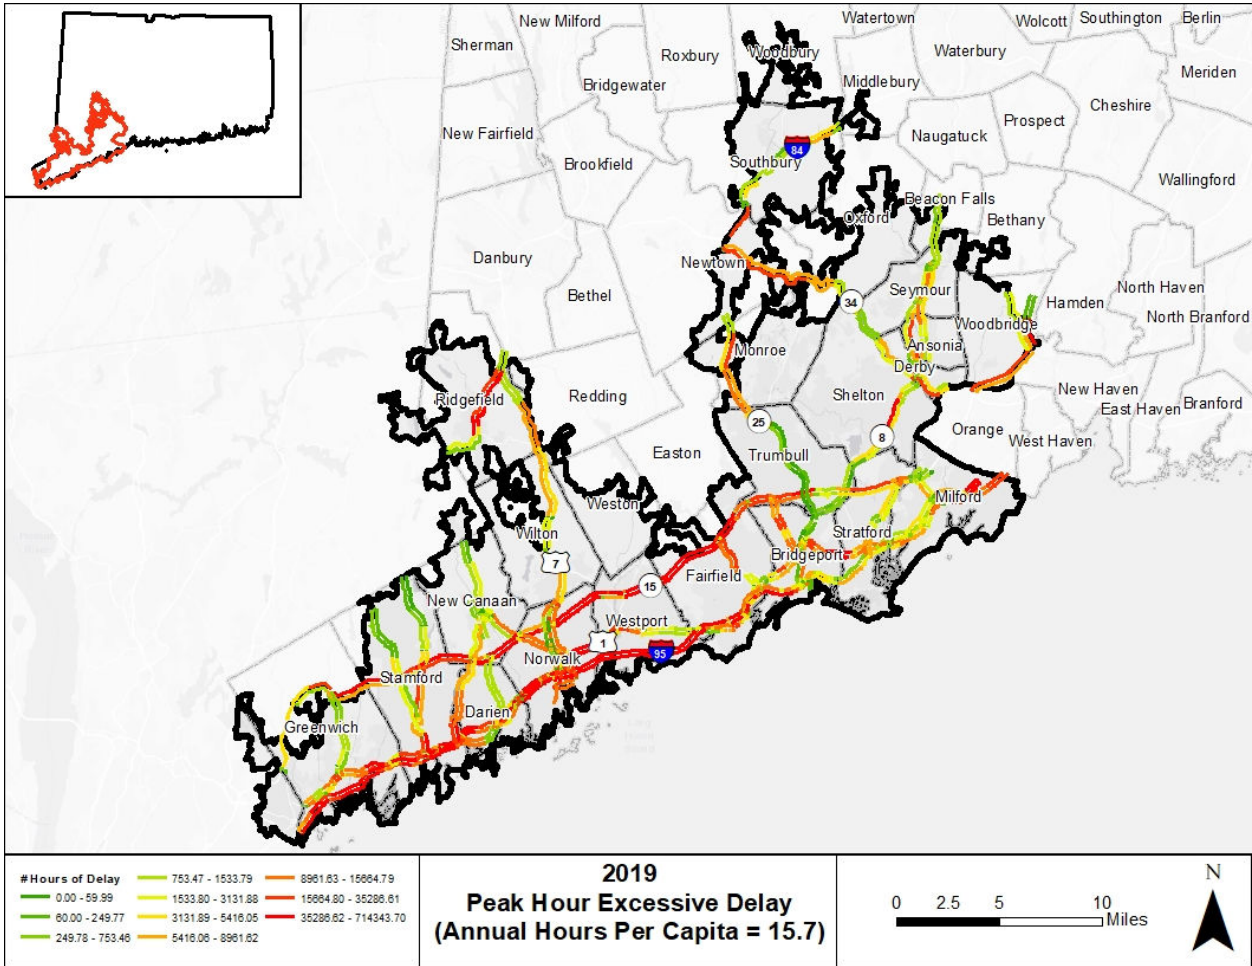 New Milford
Watertown
Wolcott
Southington
Berlin
Sherman
Roxbury
Woodbury
Waterbury
Middlebury
Meriden
Bridgewater
Cheshire
New Fairfield
Prospect
Naugatuck
84
Southbury
Brookfield
Wallingford
Beacon Falls
Oxford
Bethany
Danbury
Newtown
Bethel
Seymour
Hamden
North Haven
34
Woodbridge
North Branford
Ansonia
Monroe
Derby
Ridgefield
Redding
Shelton
New Haven
East Haven
Branford
25
8
Orange
West Haven
Easton
Trumbull
Milford
Weston
Wilton
Stratford
Bridgeport
7
Fairfield
15
New Canaan
Westport
1
95
Norwalk
Stamford
Darien
Greenwich
# Hours of Delay
0.00 - 59.99
60.00 - 249.77
249.78 - 753.46
753.47 - 1533.79
1533.80 - 3131.88
3131.89 - 5416.05
5416.06 - 8961.62
8961.63 - 15664.79
15664.80 - 35286.61
35286.62 - 714343.70
2019
Peak Hour Excessive Delay
(Annual Hours Per Capita = 15.7)
0 2.5 5 10
Miles
N